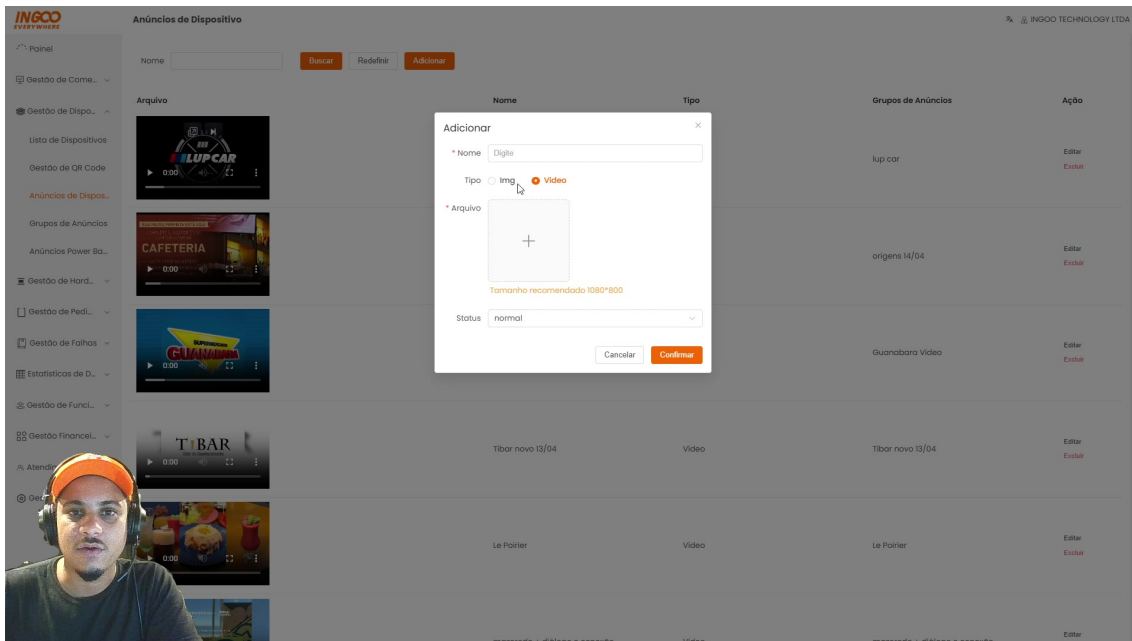 INGOO
EVERYWHERE
Anúncios de Dispositivo
INGOO TECHNOLOGY LTDA
Painel
Nome
Buscar
Redefinir
Adicionar
Gestão de Come...
Gestão de Dispo...
Arquivo
Nome
Tipo
Grupos de Anúncios
Ação
Lista de Dispositivos
Gestão de QR Code
Anúncios de Dispos...
Grupos de Anúncios
Anúncios Power Ba...
Gestão de Hard...
Gestão de Pedi...
Gestão de Falhas
Estatísticas de D...
Gestão de Funci...
Gestão Financei...
LUPCAR
0:00
lup car
Editar
Excluir
Adicionar
* Nome
Digite
Tipo
Img
Video
* Arquivo
Tamanho recomendado 1080*800
Status
normal
Cancelar
Confirmar
CAFETERIA
0:00
origens 14/04
Editar
Excluir
SUPERMERCADOS
GUANABARA
0:00
Guanabara Video
Editar
Excluir
TIBAR
0:00
Tibar novo 13/04
Video
Tibar novo 13/04
Editar
Excluir
0:00
Le Poirier
Video
Le Poirier
Editar
Excluir
Editar